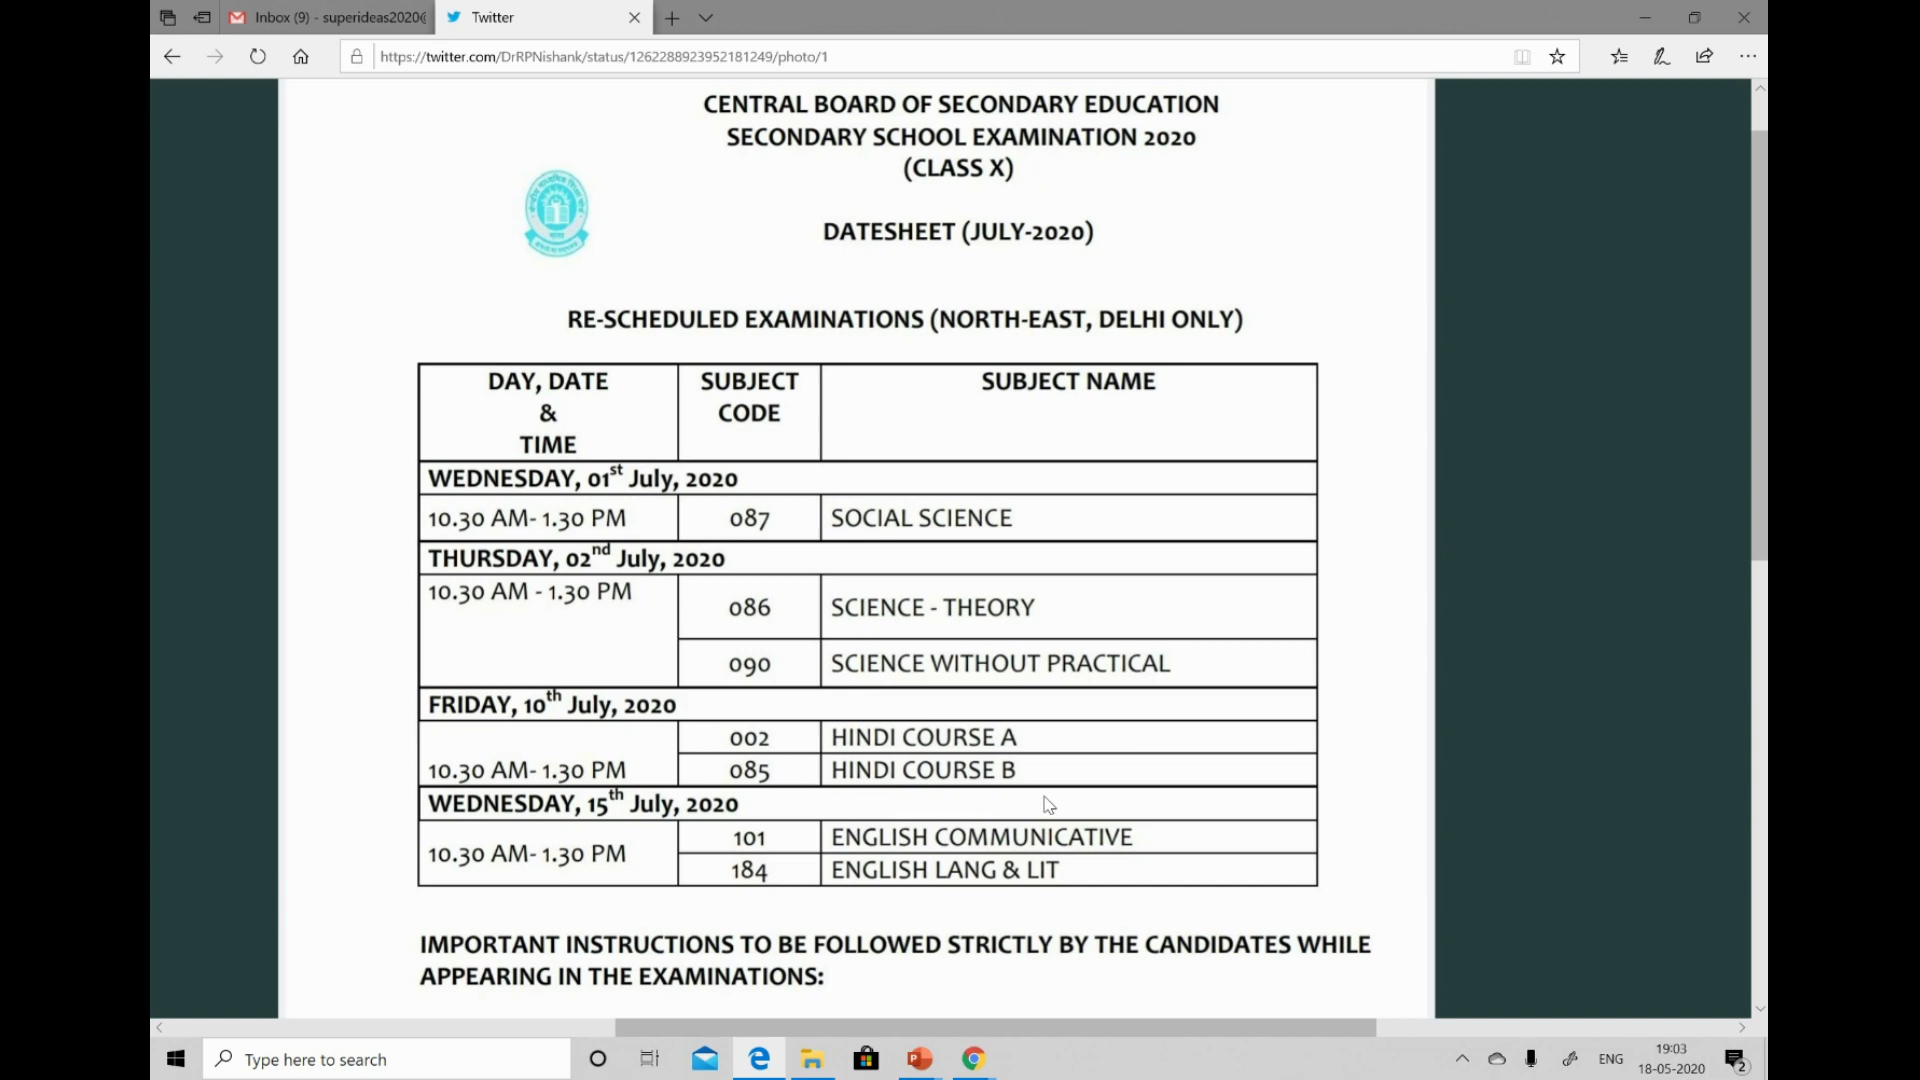 Inbox (9) - superideas2020@
Twitter
https://twitter.com/DrRPNishank/status/1262288923952181249/photo/1
CENTRAL BOARD OF SECONDARY EDUCATION
SECONDARY SCHOOL EXAMINATION 2020
(CLASS X)
DATESHEET (JULY-2020)
RE-SCHEDULED EXAMINATIONS (NORTH-EAST, DELHI ONLY)
DAY, DATE & TIME SUBJECT CODE SUBJECT NAME
WEDNESDAY, 01st July, 2020
10.30 AM- 1.30 PM 087 SOCIAL SCIENCE
THURSDAY, 02nd July, 2020
10.30 AM - 1.30 PM 086 SCIENCE - THEORY
090 SCIENCE WITHOUT PRACTICAL
FRIDAY, 10th July, 2020
002 HINDI COURSE A
10.30 AM- 1.30 PM 085 HINDI COURSE B
WEDNESDAY, 15th July, 2020
10.30 AM- 1.30 PM 101 ENGLISH COMMUNICATIVE
184 ENGLISH LANG & LIT
IMPORTANT INSTRUCTIONS TO BE FOLLOWED STRICTLY BY THE CANDIDATES WHILE
APPEARING IN THE EXAMINATIONS:
Type here to search
ENG
19:03
18-05-2020
2